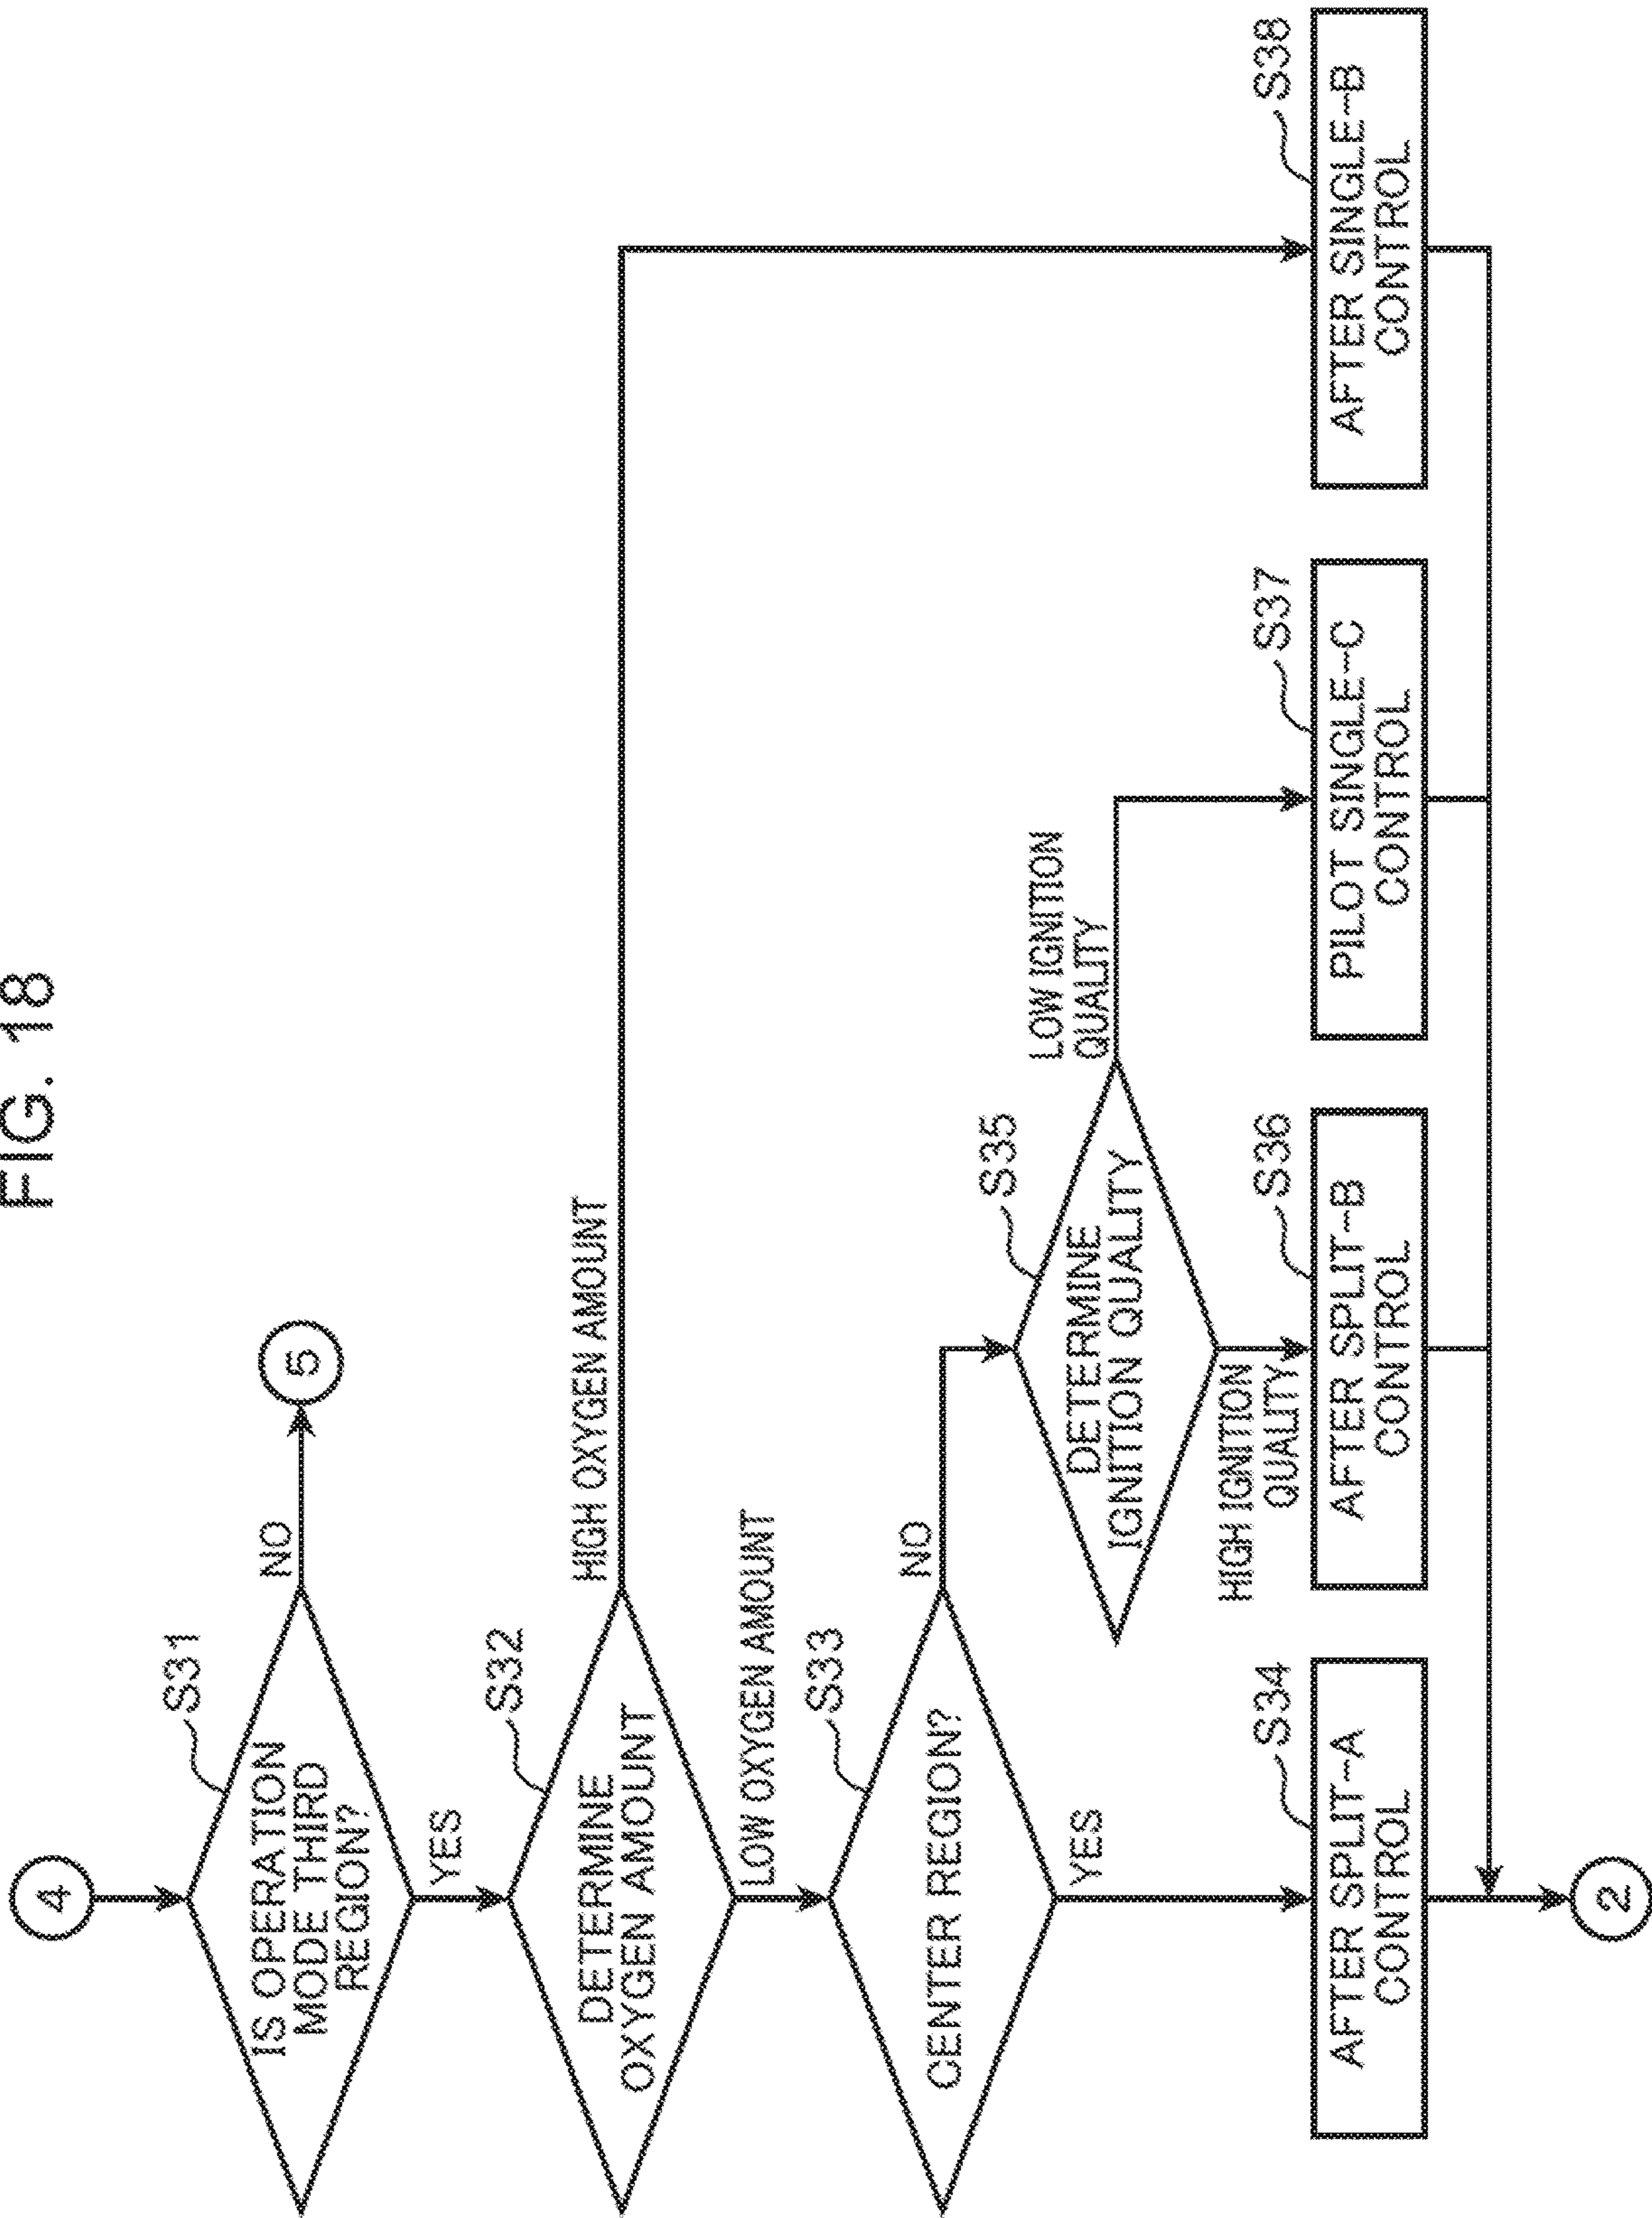 FIG. 18
4
S31
IS OPERATION
MODE THIRD
REGION?
NO
5
YES
S32
DETERMINE
OXYGEN AMOUNT
HIGH OXYGEN AMOUNT
LOW OXYGEN AMOUNT
S33
CENTER REGION?
NO
YES
S35
DETERMINE
IGNITION QUALITY
LOW IGNITION
QUALITY
HIGH IGNITION
QUALITY
S34
AFTER SPLIT-A
CONTROL
S36
AFTER SPLIT-B
CONTROL
S37
PILOT SINGLE-C
CONTROL
S38
AFTER SINGLE-B
CONTROL
2